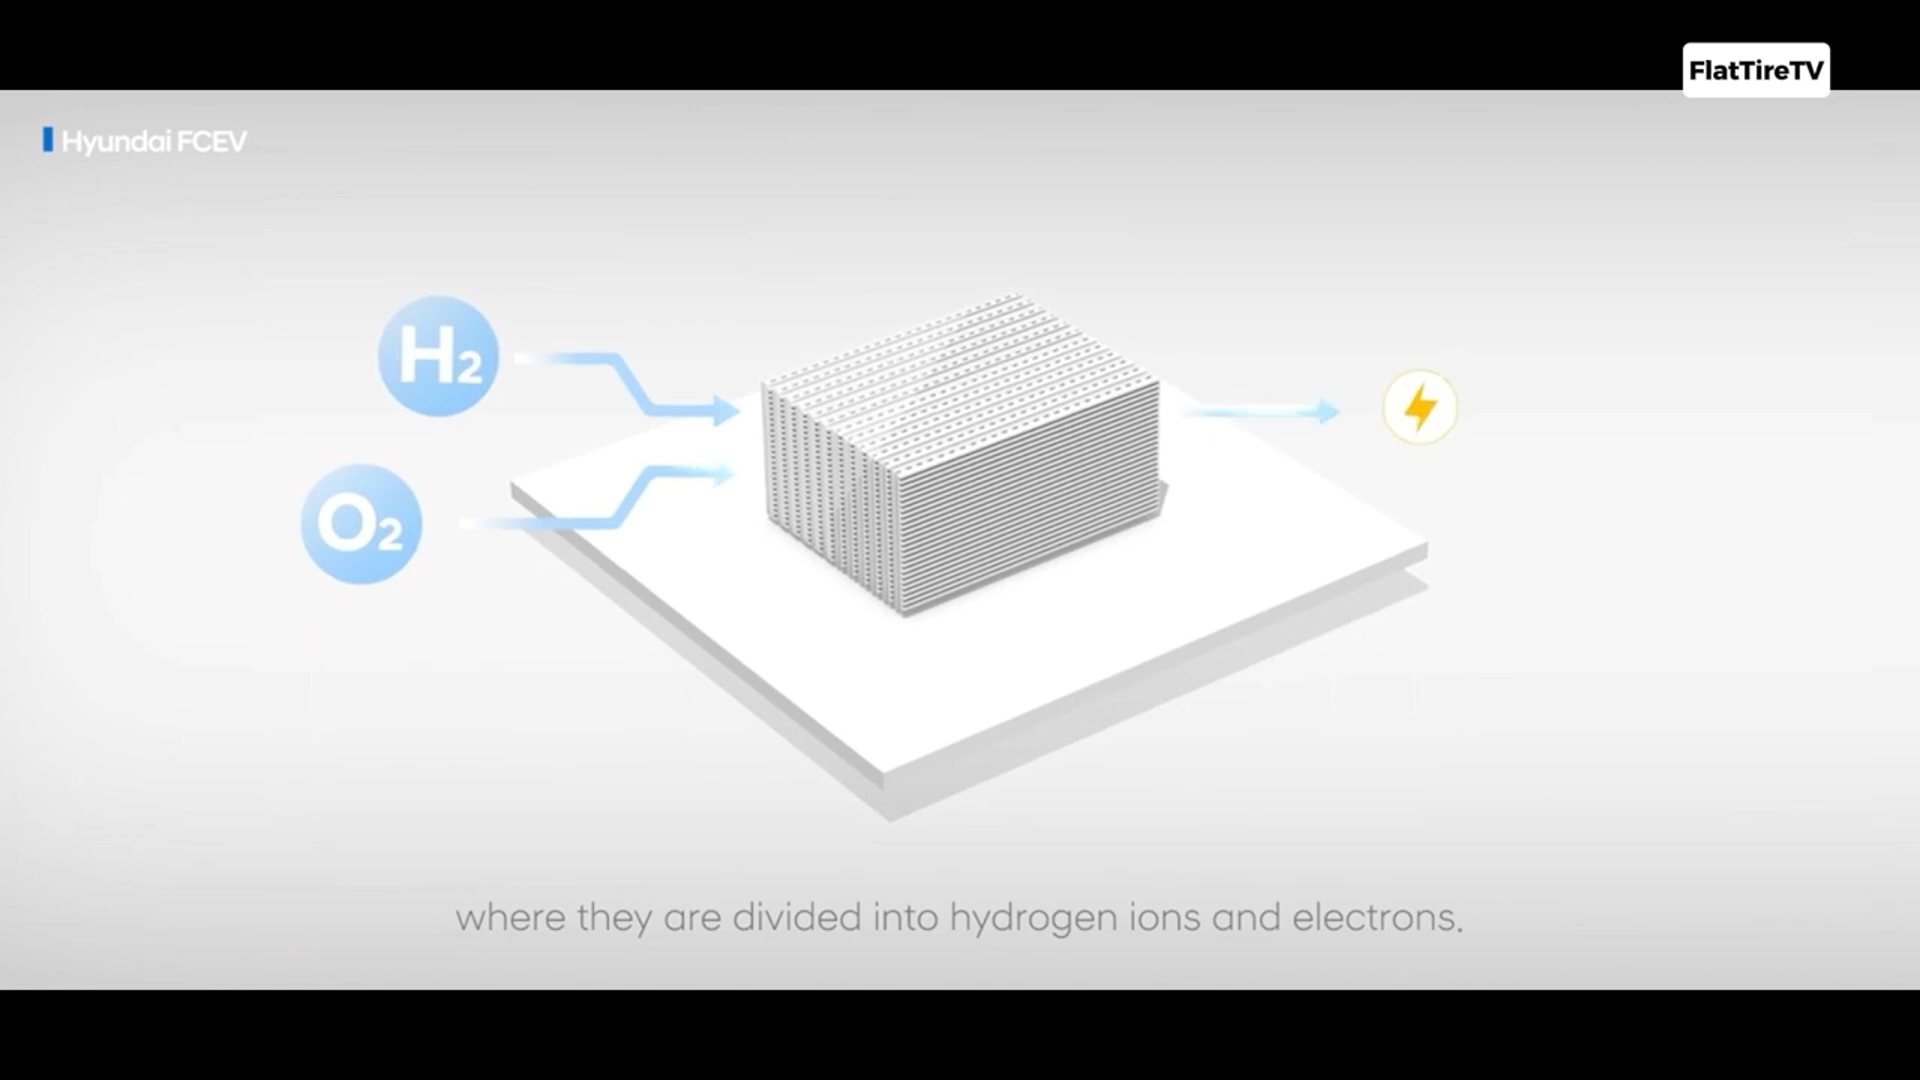 FlatTireTV
Hyundai FCEV
H2
O2
where they are divided into hydrogen ions and electrons.